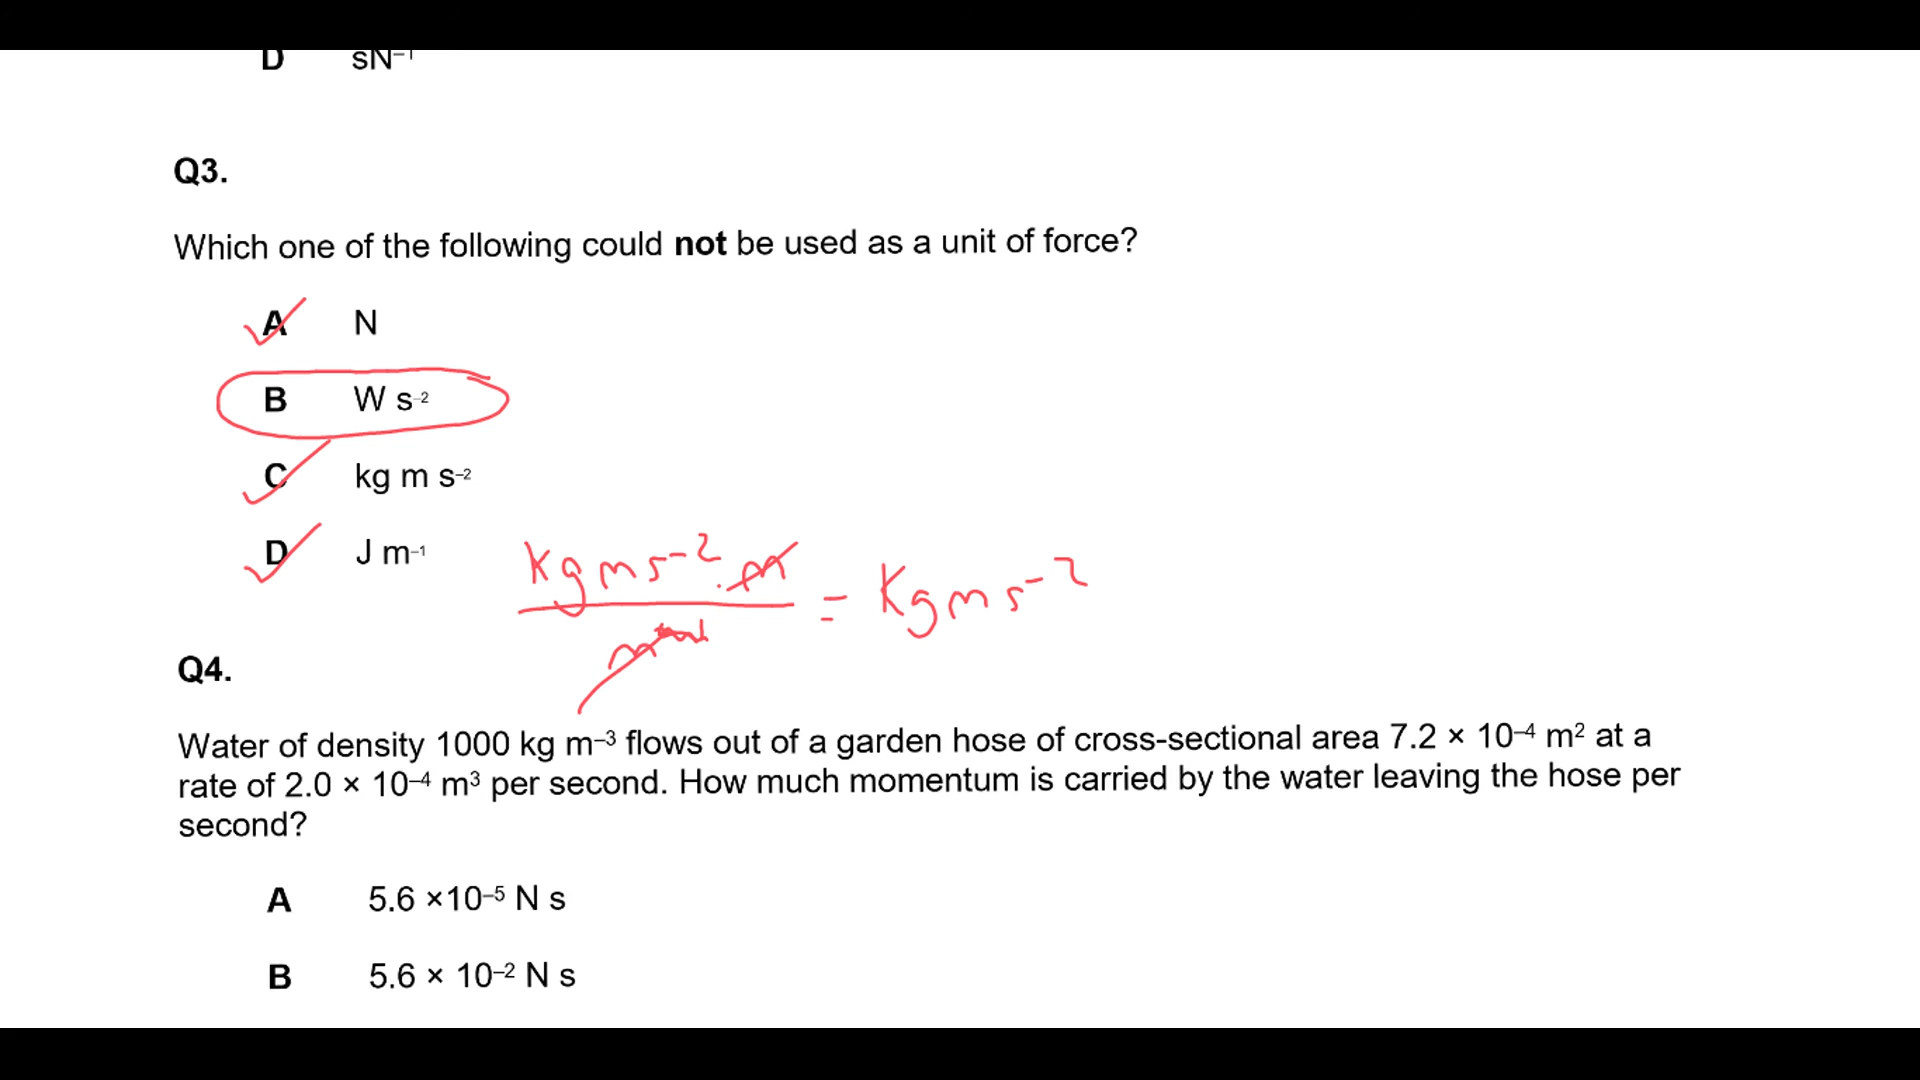 D sN⁻¹
Q3.
Which one of the following could not be used as a unit of force?
A N
B W s⁻²
C kg m s⁻²
D J m⁻¹
kgms⁻².m
= Kgms⁻²
m
Q4.
Water of density 1000 kg m⁻³ flows out of a garden hose of cross-sectional area 7.2 × 10⁻⁴ m² at a
rate of 2.0 × 10⁻⁴ m³ per second. How much momentum is carried by the water leaving the hose per
second?
A 5.6 ×10⁻⁵ N s
B 5.6 × 10⁻² N s